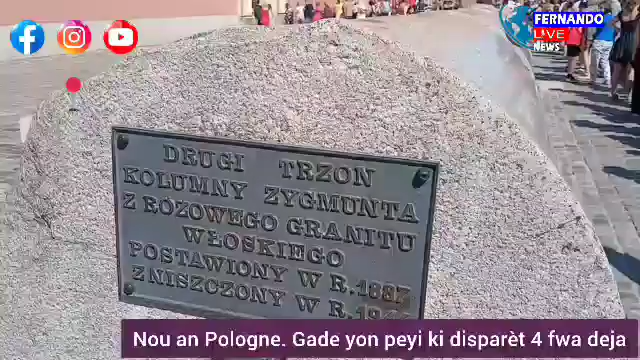 FERNANDO
LIVE
NEWS
DRUGI TRZON
KOLUMNY ZYGMUNTA
Z RÓŻOWEGO GRANITU
WŁOSKIEGO
POSTAWIONY W R. 1887
ZNISZCZONY W R.
Nou an Pologne. Gade yon peyi ki disparèt 4 fwa deja